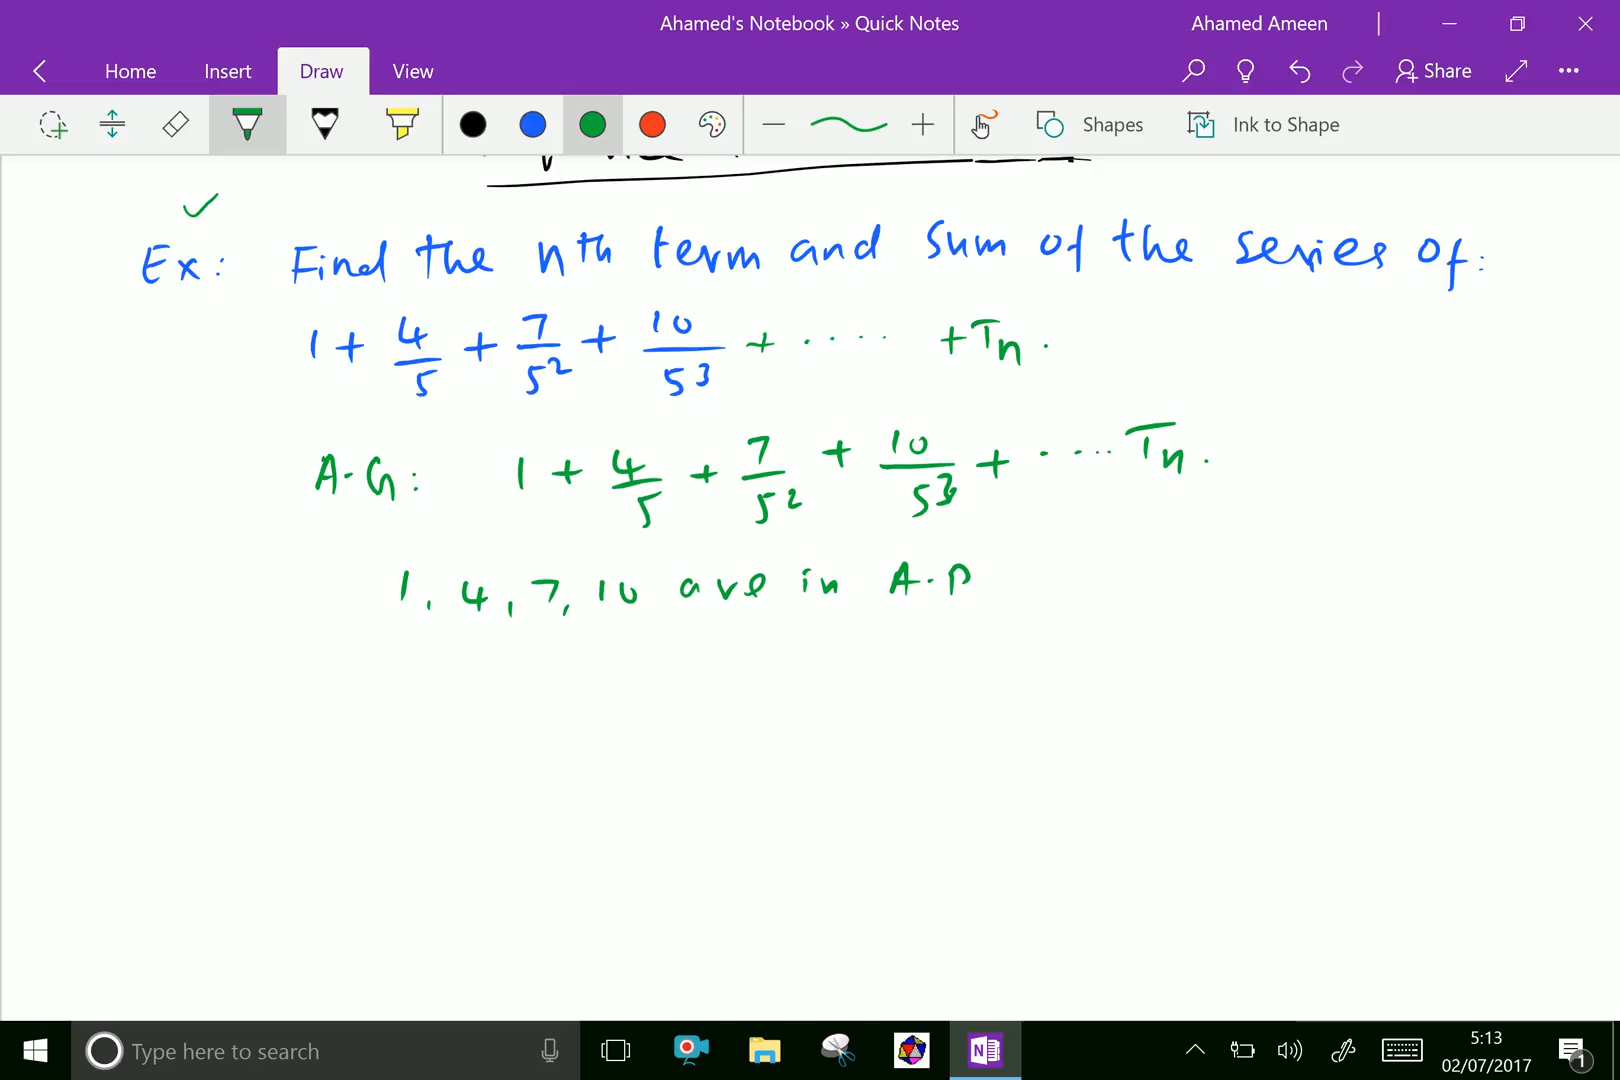 Ahamed's Notebook » Quick Notes
Ahamed Ameen
Home Insert Draw View
Share
Shapes
Ink to Shape
Ex: Find the nth term and sum of the series of:
1 + 4/5 + 7/5² + 10/5³ + ···· + Tn.
A-G: 1 + 4/5 + 7/5² + 10/5³ + ···· Tn.
1, 4, 7, 10 are in A.P
Type here to search
5:13
02/07/2017
1